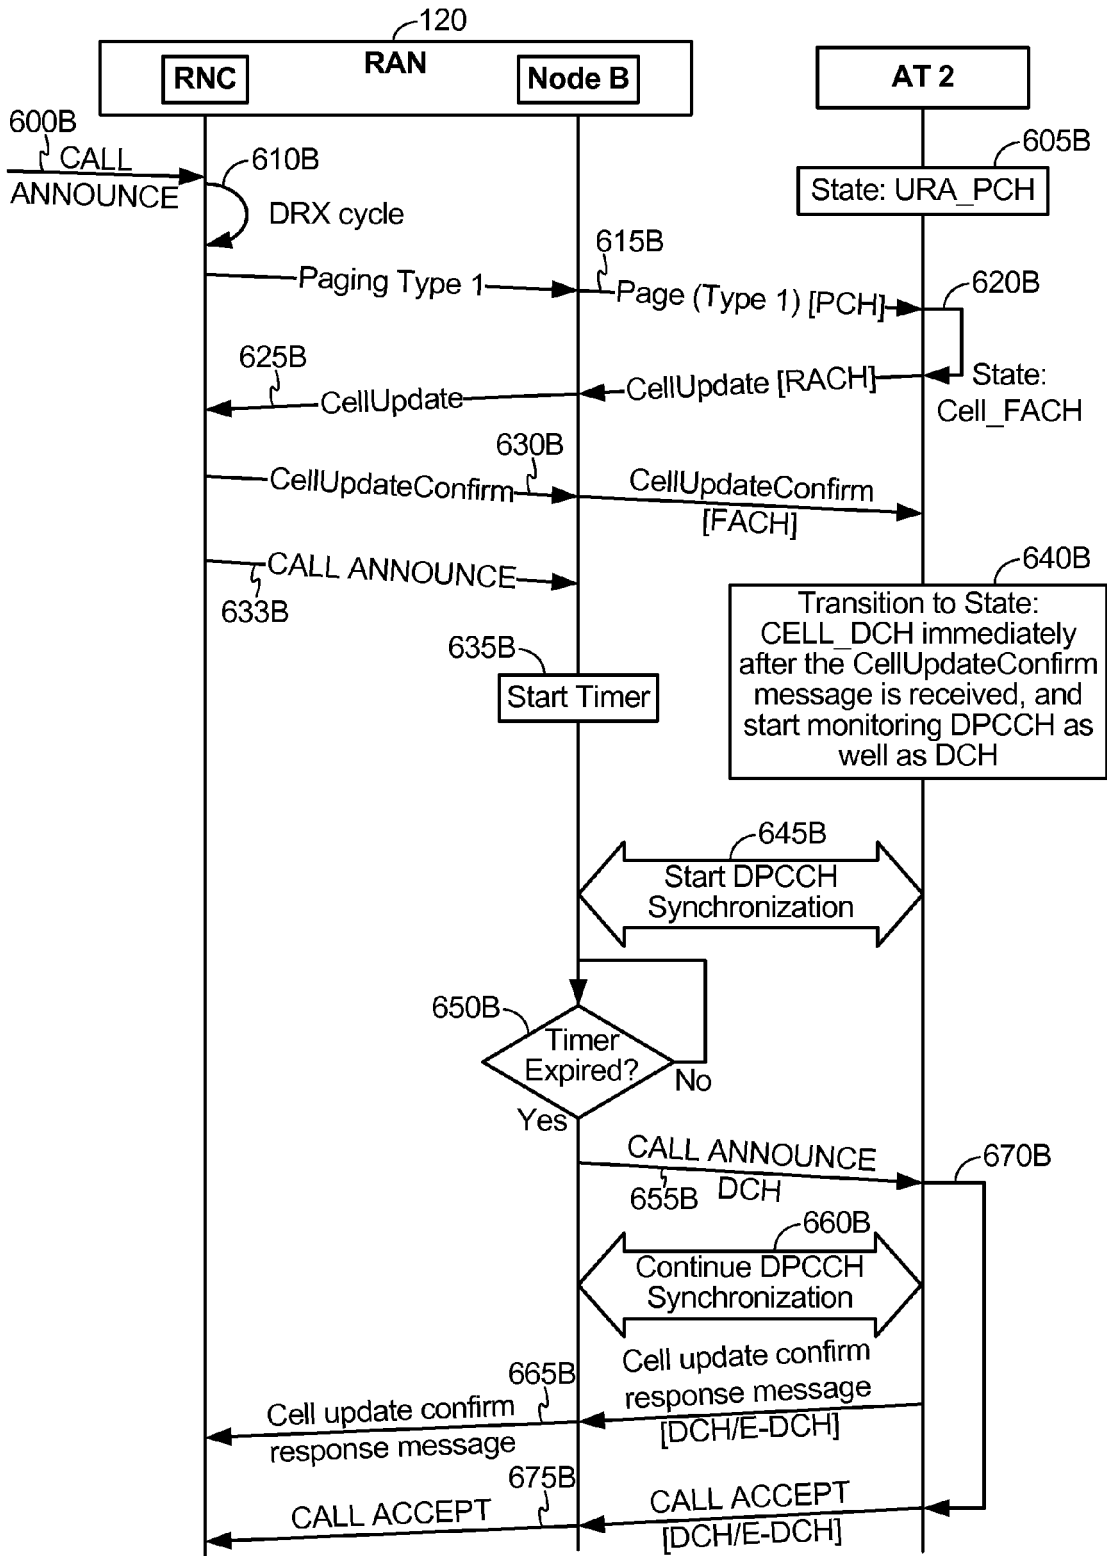 120
RAN
RNC
Node B
AT 2
600B
CALL
ANNOUNCE
610B
DRX cycle
605B
State: URA_PCH
615B
Paging Type 1
Page (Type 1) [PCH]
620B
625B
CellUpdate
CellUpdate [RACH]
State:
Cell_FACH
630B
CellUpdateConfirm
CellUpdateConfirm
[FACH]
CALL ANNOUNCE
633B
640B
Transition to State:
CELL_DCH immediately
after the CellUpdateConfirm
message is received, and
start monitoring DPCCH as
well as DCH
635B
Start Timer
645B
Start DPCCH
Synchronization
650B
Timer
Expired?
No
Yes
CALL ANNOUNCE
DCH
655B
670B
660B
Continue DPCCH
Synchronization
Cell update confirm
response message
[DCH/E-DCH]
665B
Cell update confirm
response message
675B
CALL ACCEPT
CALL ACCEPT
[DCH/E-DCH]